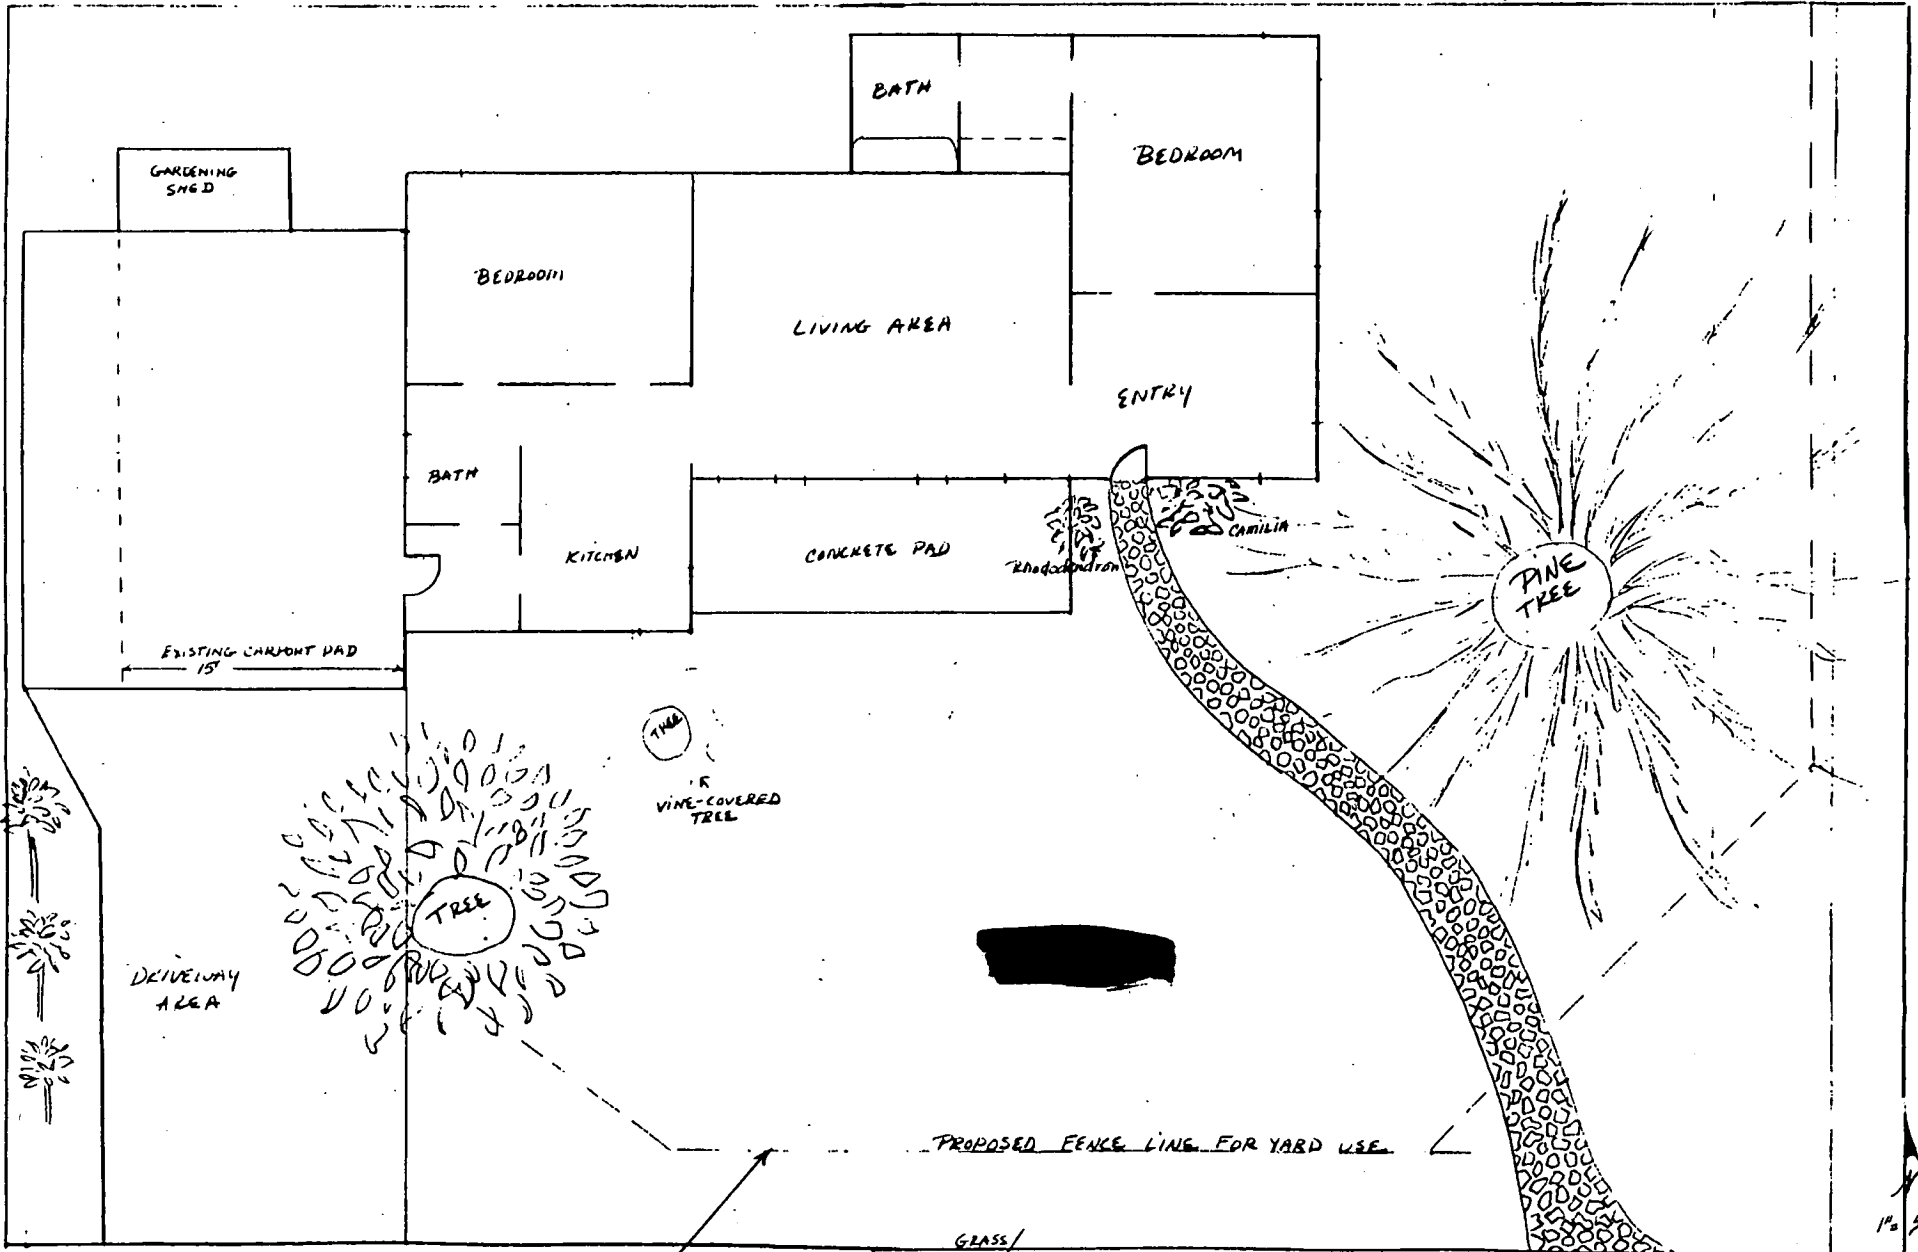 BATH
BEDROOM
GARDENING
SHED
BEDROOM
LIVING AREA
ENTRY
BATH
KITCHEN
CONCRETE PAD
Rhododendron
CAMILIA
PINE
TREE
EXISTING CARPORT PAD
15'
TREE
VINE-COVERED
TREE
TREE
DRIVEWAY
AREA
PROPOSED FENCE LINE FOR YARD USE
GRASS/
1"=